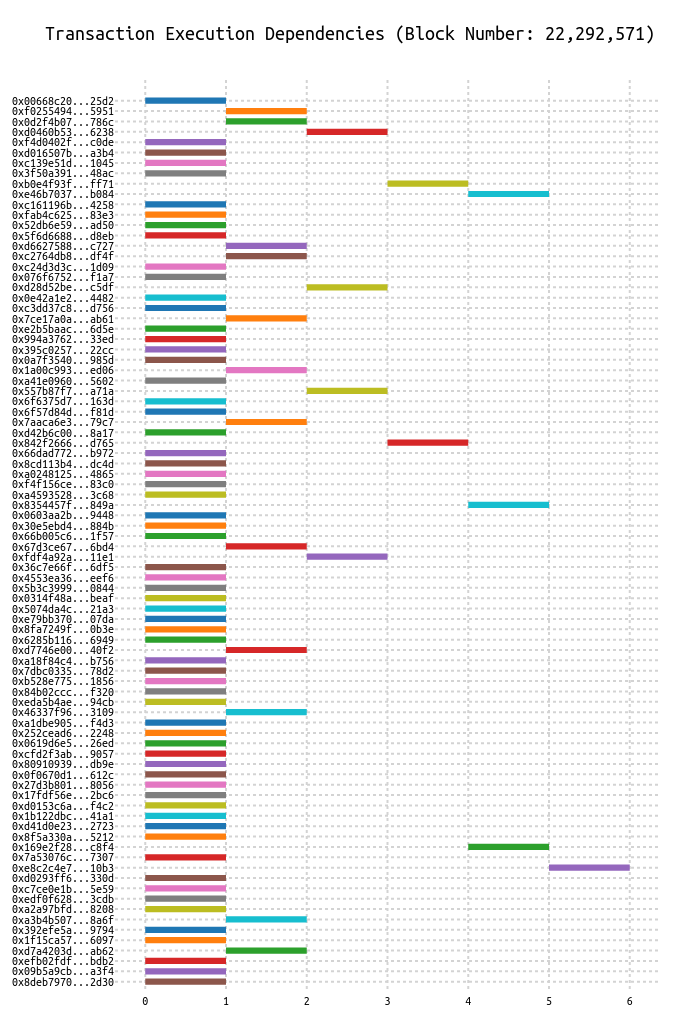 Transaction Execution Dependencies (Block Number: 22,292,571)
0x00668c20...25d2
0xf0255494...5951
0x0d2f4b07...786c
0xd0460b53...6238
0xf4d0402f...c0de
0xd016507b...a3b4
0xc139e51d...1045
0x3f50a391...48ac
0xb0e4f93f...ff71
0xe46b7037...b084
0xc161196b...4258
0xfab4c625...83e3
0x52db6e59...ad50
0x5f6d6688...d8eb
0xd6627588...c727
0xc2764db8...df4f
0xc24d3d3c...1d09
0x076f6752...f1a7
0xd28d52be...c5df
0x0e42a1e2...4482
0xc3dd37c8...d756
0x7ce17a0a...ab61
0xe2b5baac...6d5e
0x994a3762...33ed
0x395c0257...22cc
0x0a7f3540...985d
0x1a00c993...ed06
0xa41e0960...5602
0x557b87f7...a71a
0x6f6375d7...163d
0x6f57d84d...f81d
0x7aaca6e3...79c7
0xd42b6c00...8a17
0x842f2666...d765
0x66dad772...b972
0x8cd113b4...dc4d
0xa0248125...4865
0xf4f156ce...83c0
0xa4593528...3c68
0x8354457f...849a
0x0603aa2b...9448
0x30e5ebd4...884b
0x66b005c6...1f57
0x67d3ce67...6bd4
0xfdf4a92a...11e1
0x36c7e66f...6df5
0x4553ea36...eef6
0x5b3c3999...0844
0x0314f48a...beaf
0x5074da4c...21a3
0xe79bb370...07da
0x8fa7249f...0b3e
0x6285b116...6949
0xd7746e00...40f2
0xa18f84c4...b756
0x7dbc0335...78d2
0xb528e775...1856
0x84b02ccc...f320
0xeda5b4ae...94cb
0x46337f96...3109
0xa1dbe905...f4d3
0x252cead6...2248
0x0619d6e5...26ed
0xcfd2f3ab...9057
0x80910939...db9e
0x0f0670d1...612c
0x27d3b801...8056
0x17fdf56e...2bc6
0xd0153c6a...f4c2
0x1b122dbc...41a1
0xd41d0e23...2723
0x8f5a330a...5212
0x169e2f28...c8f4
0x7a53076c...7307
0xe8c2c4e7...10b3
0xd0293ff6...330d
0xc7ce0e1b...5e59
0xedf0f628...3cdb
0xa2a97bfd...8208
0xa3b4b507...8a6f
0x392efe5a...9794
0x1f15ca57...6097
0xd7a4203d...ab62
0xefb02fdf...bdb2
0x09b5a9cb...a3f4
0x8deb7970...2d30
0 1 2 3 4 5 6